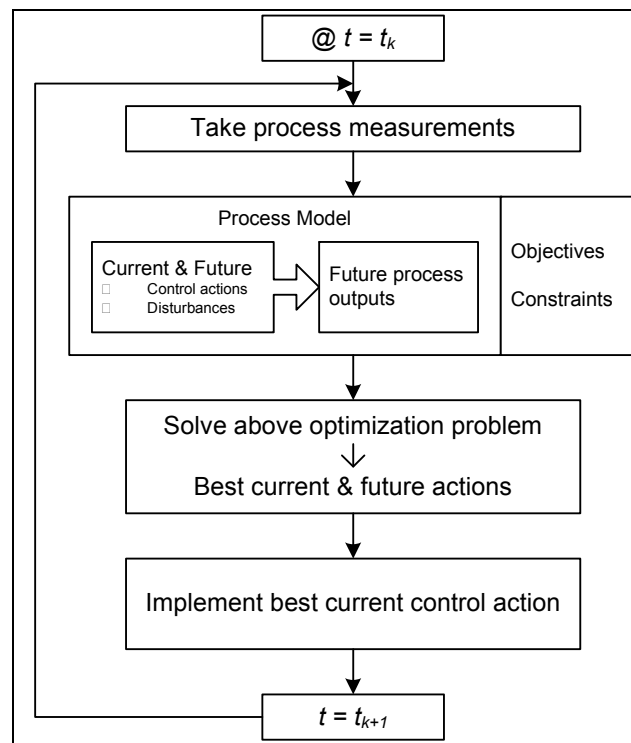 @ t = tk
Take process measurements
Process Model
Current & Future
Control actions
Disturbances
Future process
outputs
Objectives
Constraints
Solve above optimization problem
Best current & future actions
Implement best current control action
t = tk+1